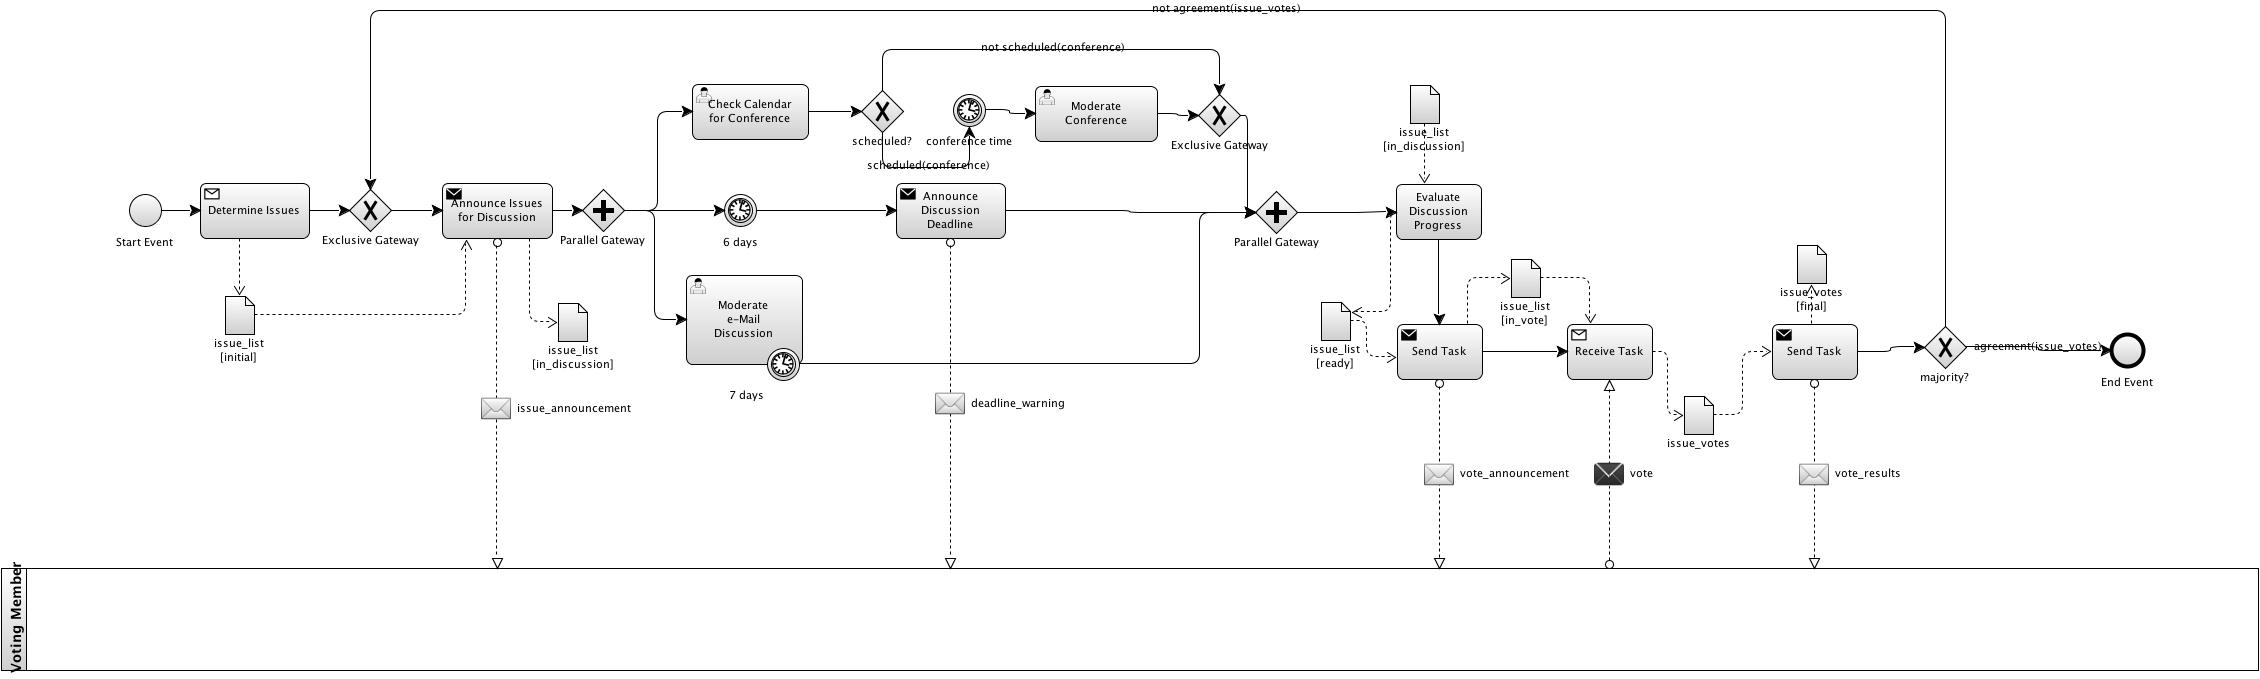 not agreement(issue_votes)
not scheduled(conference)
Check Calendar
for Conference
scheduled?
scheduled(conference)
conference time
Moderate
Conference
Exclusive Gateway
issue_list
[in_discussion]
Start Event
Determine Issues
Exclusive Gateway
Announce Issues
for Discussion
Parallel Gateway
6 days
Announce
Discussion
Deadline
Parallel Gateway
Evaluate
Discussion
Progress
issue_list
[initial]
issue_list
[in_discussion]
Moderate
e-Mail
Discussion
7 days
issue_list
[ready]
Send Task
issue_list
[in_vote]
Receive Task
issue_votes
issue_votes
[final]
Send Task
majority?
agreement(issue_votes)
End Event
issue_announcement
deadline_warning
vote_announcement
vote
vote_results
Voting Member